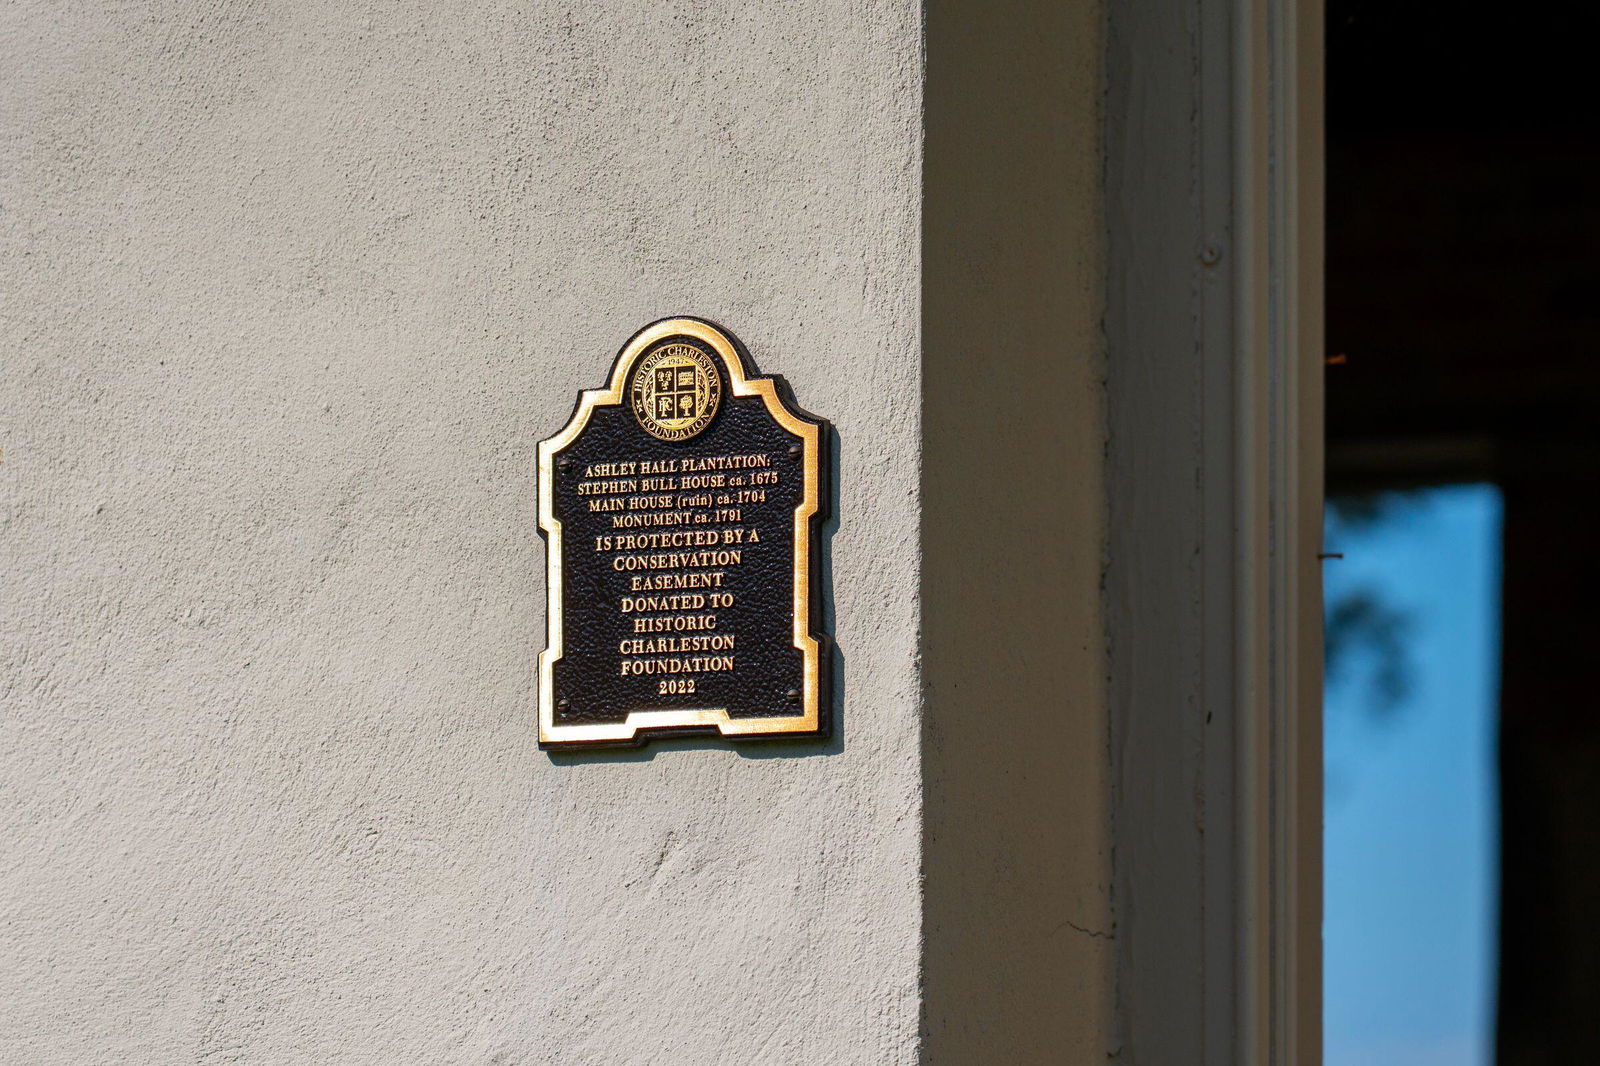 HISTORIC CHARLESTON
1947
FOUNDATION
ASHLEY HALL PLANTATION:
STEPHEN BULL HOUSE ca. 1675
MAIN HOUSE (ruin) ca. 1704
MONUMENT ca. 1791
IS PROTECTED BY A
CONSERVATION
EASEMENT
DONATED TO
HISTORIC
CHARLESTON
FOUNDATION
2022